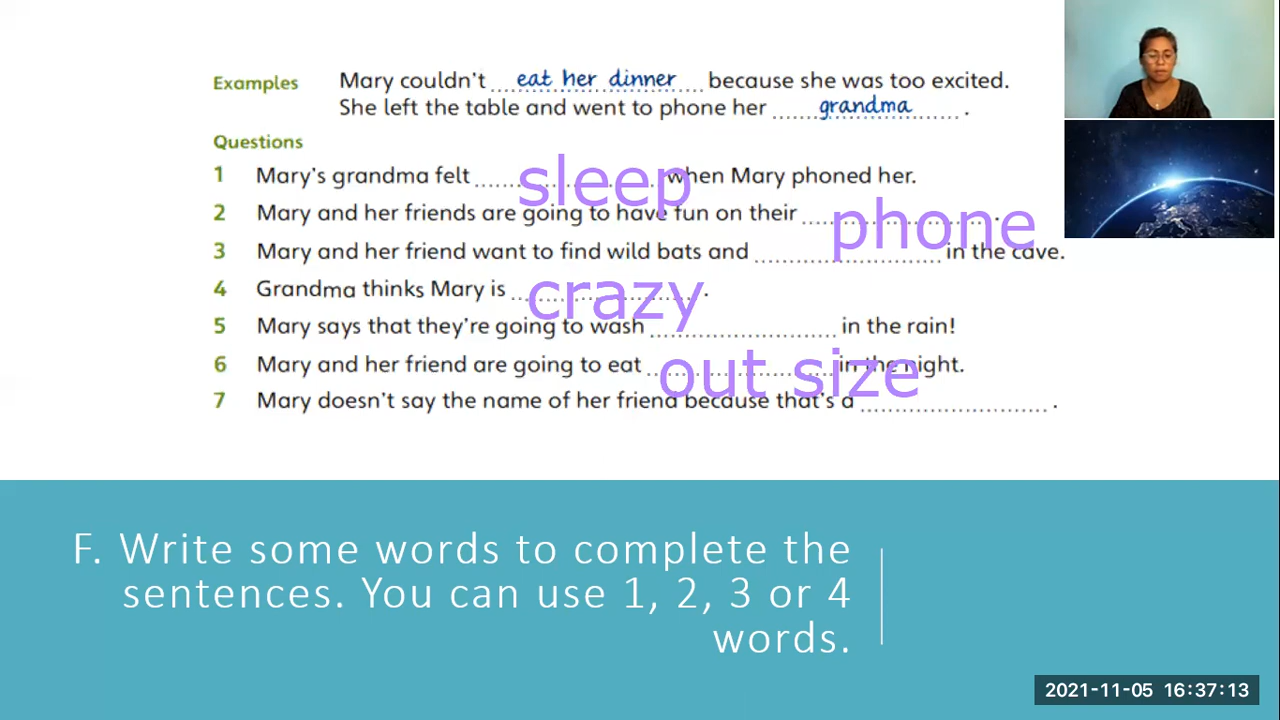 Examples Mary couldn't eat her dinner because she was too excited.
She left the table and went to phone her grandma.
Questions
1 Mary's grandma felt sleep when Mary phoned her.
2 Mary and her friends are going to have fun on their phone.
3 Mary and her friend want to find wild bats and .......... in the cave.
4 Grandma thinks Mary is crazy.
5 Mary says that they're going to wash .......... in the rain!
6 Mary and her friend are going to eat out size in the night.
7 Mary doesn't say the name of her friend because that's a .......... .
F. Write some words to complete the
sentences. You can use 1, 2, 3 or 4
words.
2021-11-05 16:37:13